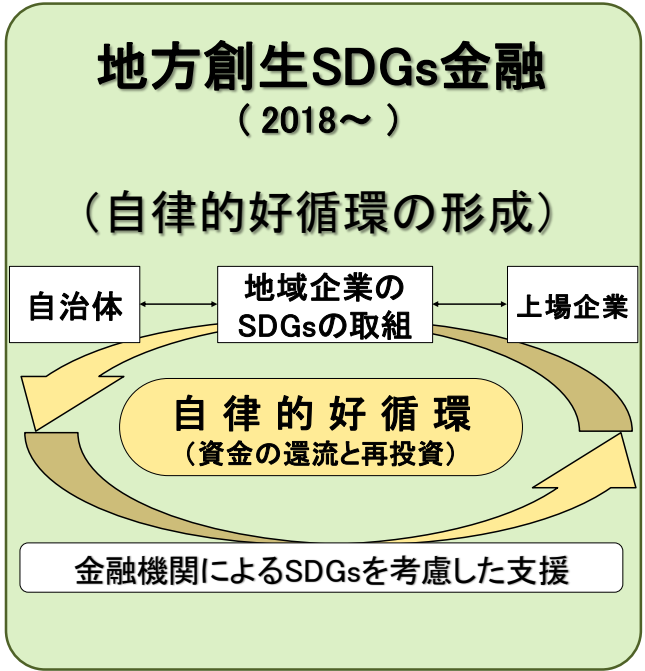 地方創生SDGs金融
（ 2018～ ）
（自律的好循環の形成）
自治体
地域企業の
SDGsの取組
上場企業
自律的好循環
（資金の還流と再投資）
金融機関によるSDGsを考慮した支援